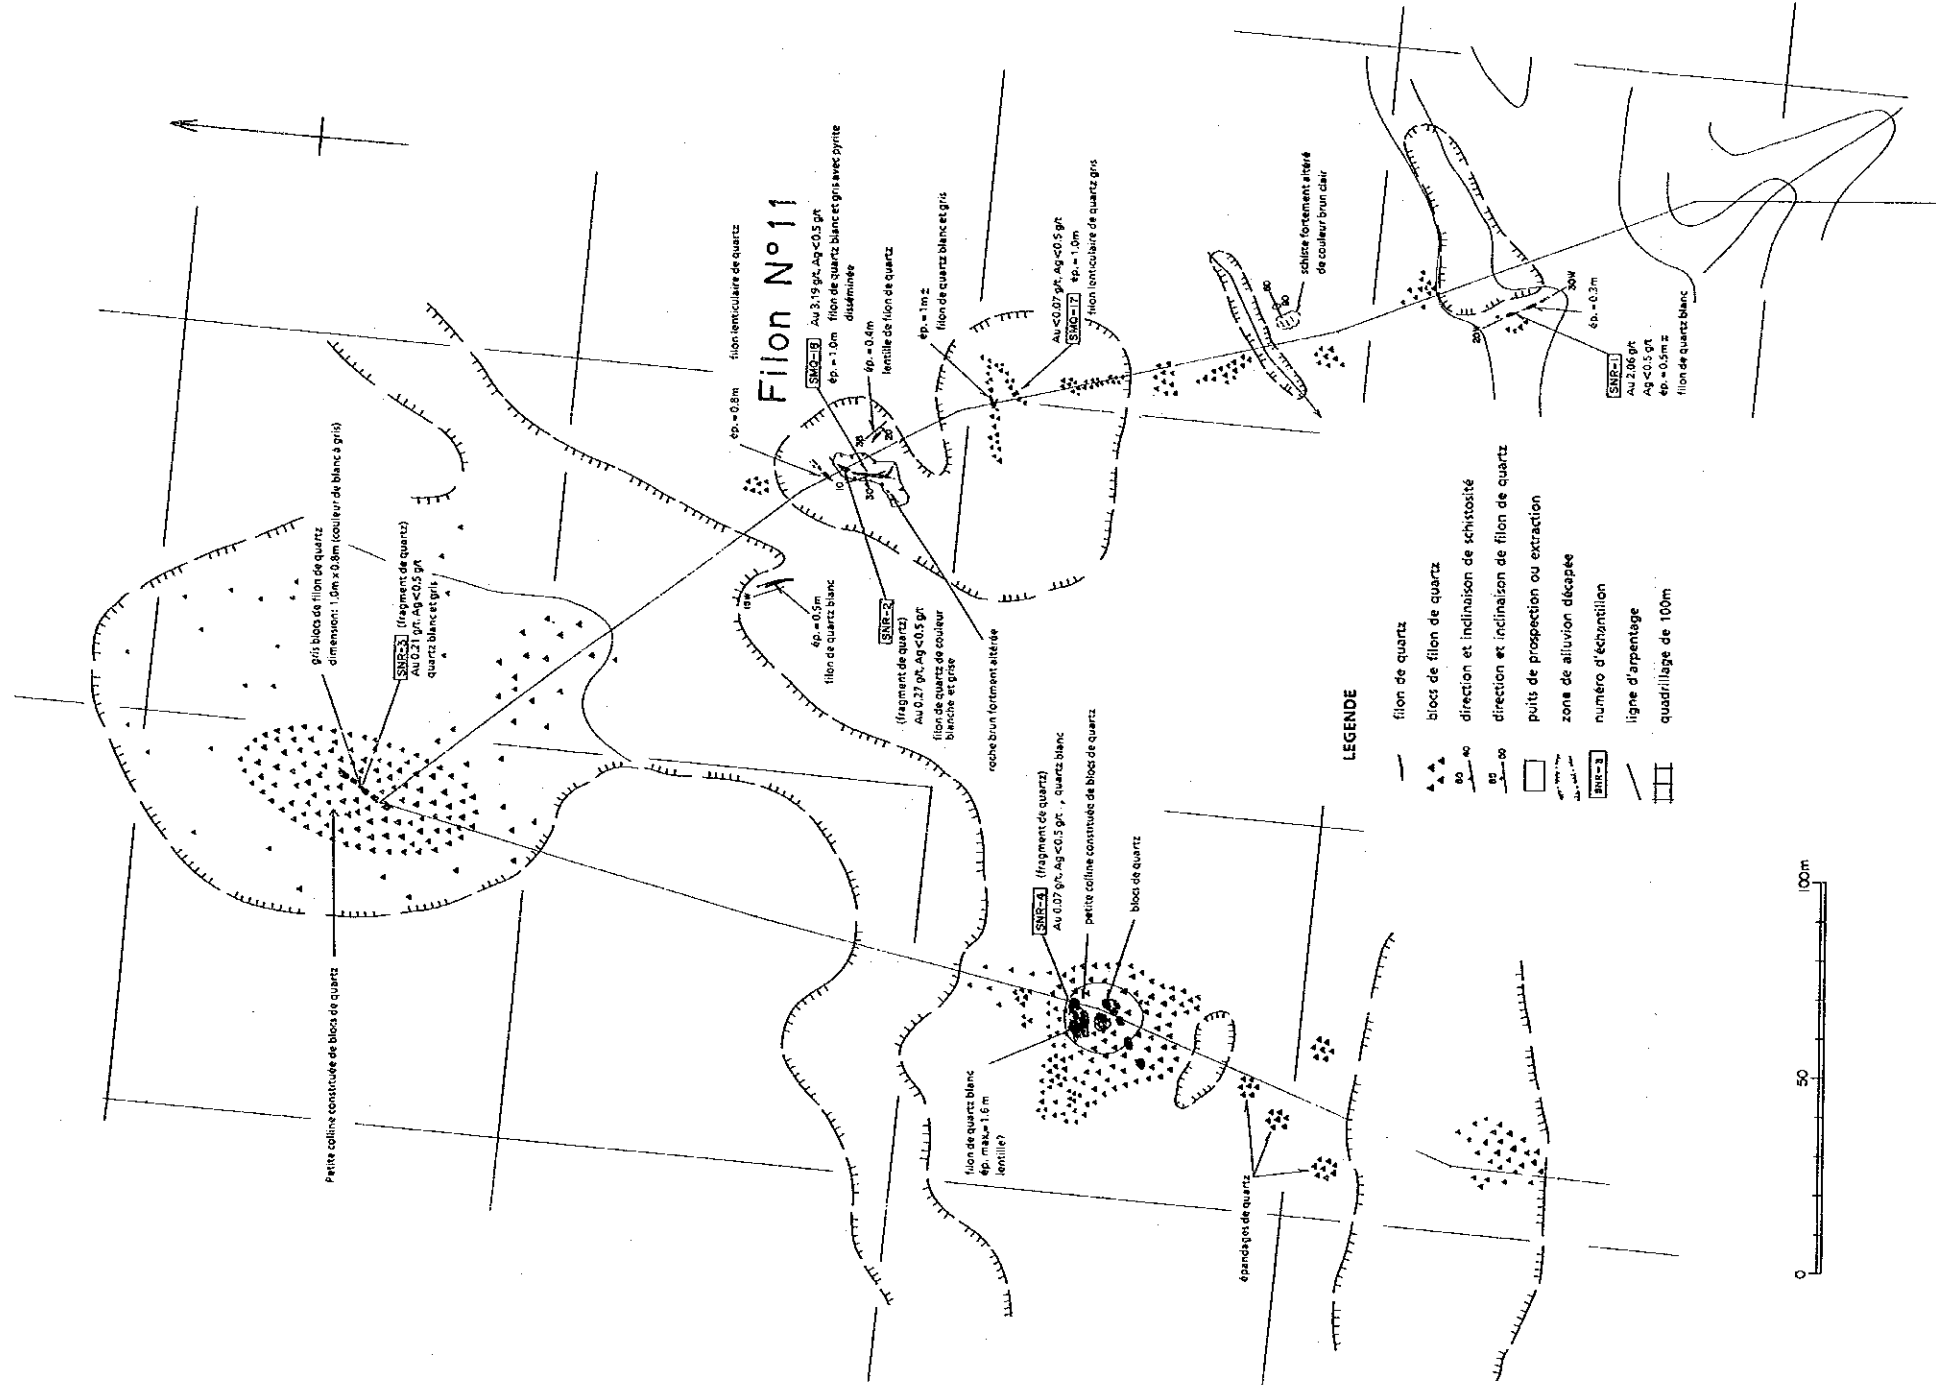 Filon N°11
gris blocs de filon de quartz
dimension: 1.0m x 0.8m (couleur de blanc à gris)
SNR-3 (fragment de quartz)
Au 0.21 g/t, Ag<0.5 g/t
quartz blanc et gris
Petite colline constituée de blocs de quartz
ép. = 0.8m filon lenticulaire de quartz
SMO-18 Au 5.19 g/t, Ag<0.5 g/t
ép. = 1.0m filon de quartz blanc et gris avec pyrite
disséminée
ép. = 0.4m
lentille de filon de quartz
10
30
20
ép. = 1m ±
filon de quartz blanc et gris
Au <0.07 g/t, Ag<0.5 g/t
SMO-17 ép. = 1.0m
filon lenticulaire de quartz gris
ép. = 0.5m
filon de quartz blanc
SNR-2
(fragment de quartz)
Au 0.27 g/t, Ag<0.5 g/t
filon de quartz de couleur
blanche et grise
roche brun fortment altérée
80
schiste fortement altéré
de couleur brun clair
30W
ép. = 0.3m
SNR-1
Au 2.06 g/t
Ag<0.5 g/t
ép. = 0.5m ±
filon de quartz blanc
SNR-4 (fragment de quartz)
Au 0.07 g/t, Ag<0.5 g/t , quartz blanc
petite colline constituée de blocs de quartz
blocs de quartz
filon de quartz blanc
ép. max.= 1.6 m
lentille?
épandages de quartz
LEGENDE
filon de quartz
blocs de filon de quartz
direction et inclinaison de schistosité
direction et inclinaison de filon de quartz
puits de prospection ou extraction
zone de alluvion décapée
SNR-3 numéro d'échantillon
ligne d'arpentage
quadrillage de 100m
0 50 100m